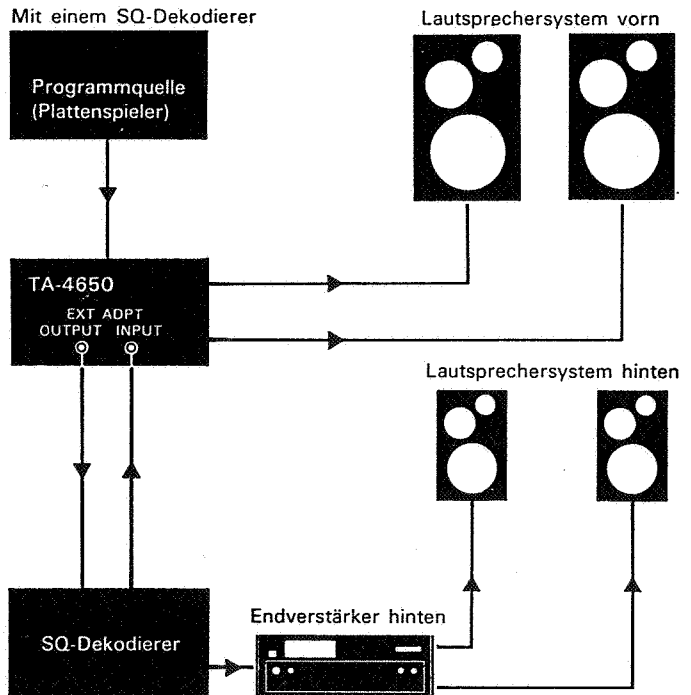 Mit einem SQ-Dekodierer
Lautsprechersystem vorn
Programmquelle
(Plattenspieler)
TA-4650
EXT ADPT
OUTPUT INPUT
Lautsprechersystem hinten
Endverstärker hinten
SQ-Dekodierer